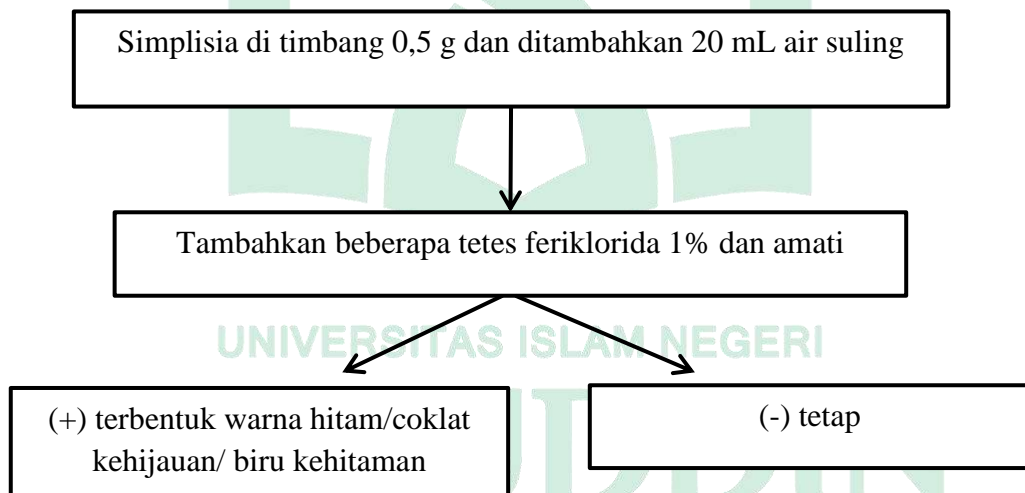 Simplisia di timbang 0,5 g dan ditambahkan 20 mL air suling
Tambahkan beberapa tetes feriklorida 1% dan amati
UNIVERSITAS ISLAM NEGERI
(+) terbentuk warna hitam/coklat
kehijauan/ biru kehitaman
(-) tetap